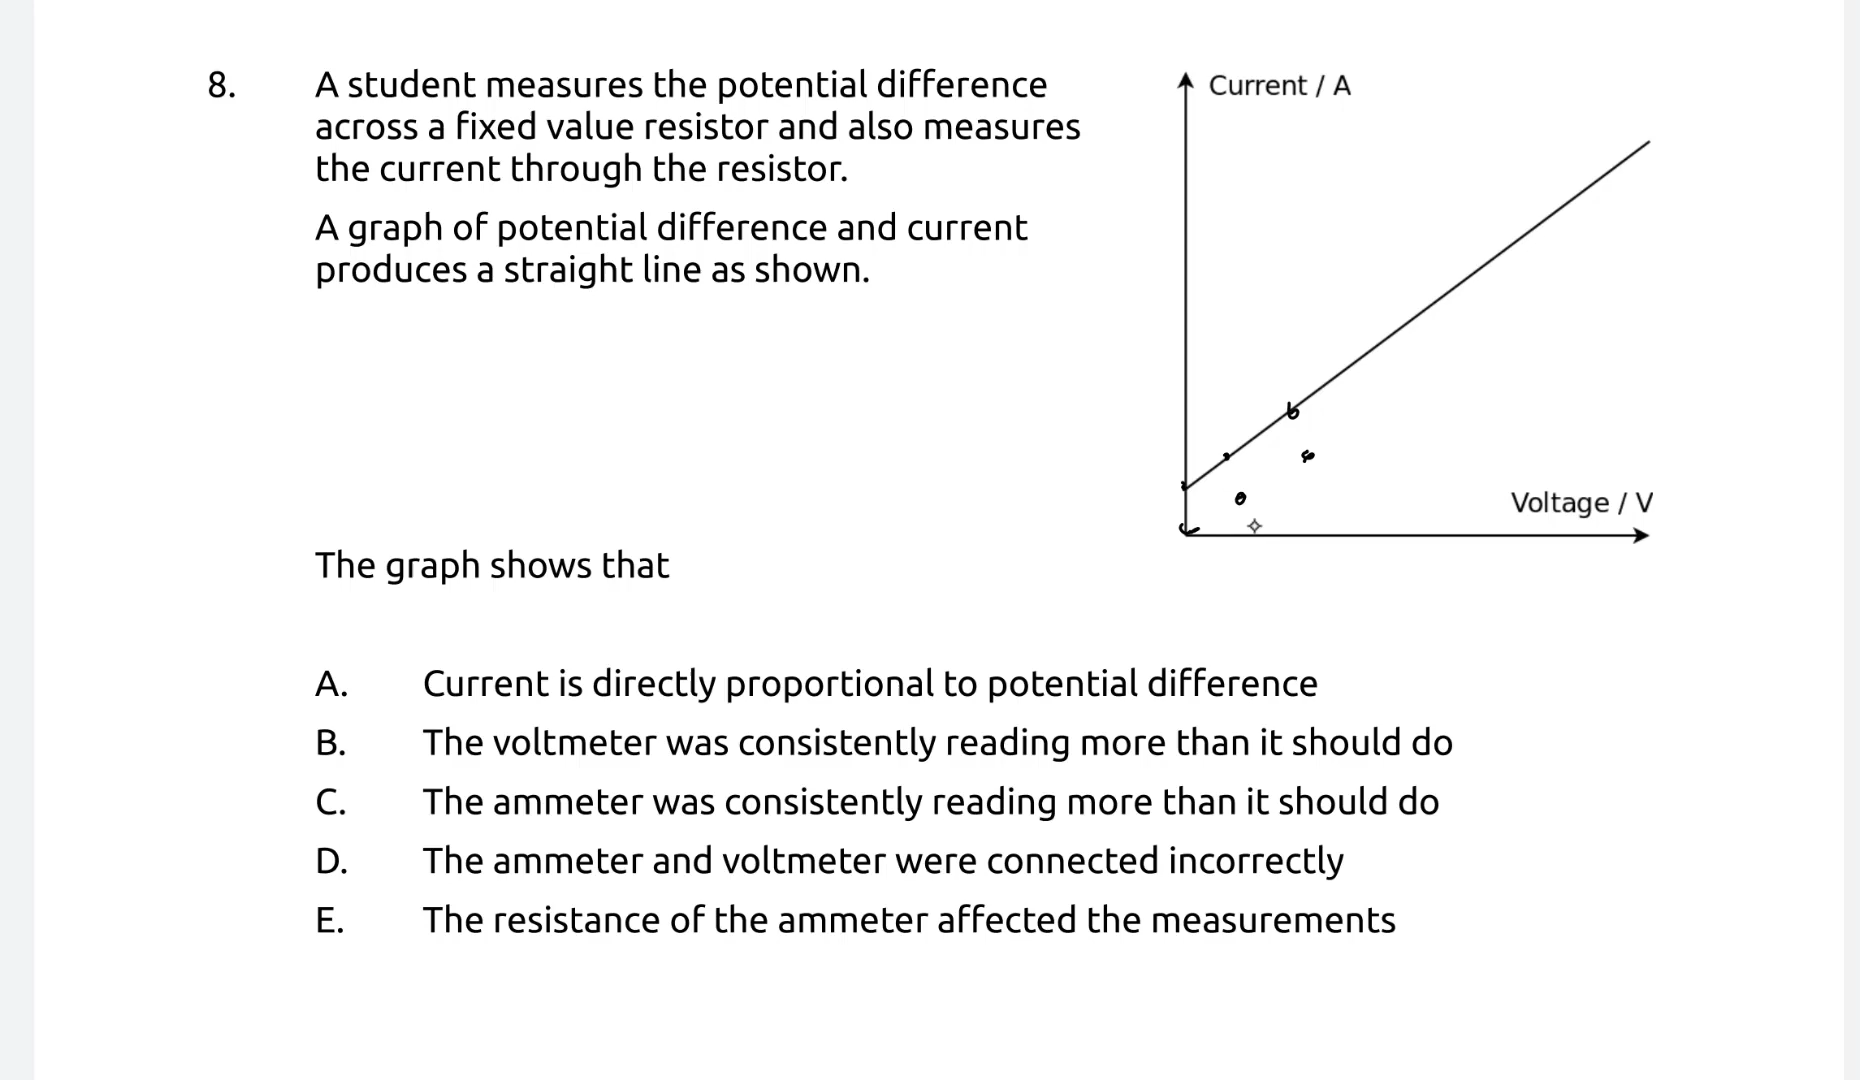 8.
A student measures the potential difference
across a fixed value resistor and also measures
the current through the resistor.
A graph of potential difference and current
produces a straight line as shown.
Current / A
Voltage / V
The graph shows that
A. Current is directly proportional to potential difference
B. The voltmeter was consistently reading more than it should do
C. The ammeter was consistently reading more than it should do
D. The ammeter and voltmeter were connected incorrectly
E. The resistance of the ammeter affected the measurements